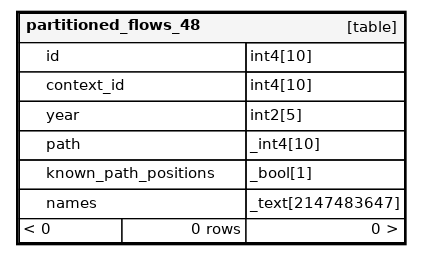 partitioned_flows_48 [table]
id int4[10]
context_id int4[10]
year int2[5]
path _int4[10]
known_path_positions _bool[1]
names _text[2147483647]
< 0 0 rows 0 >